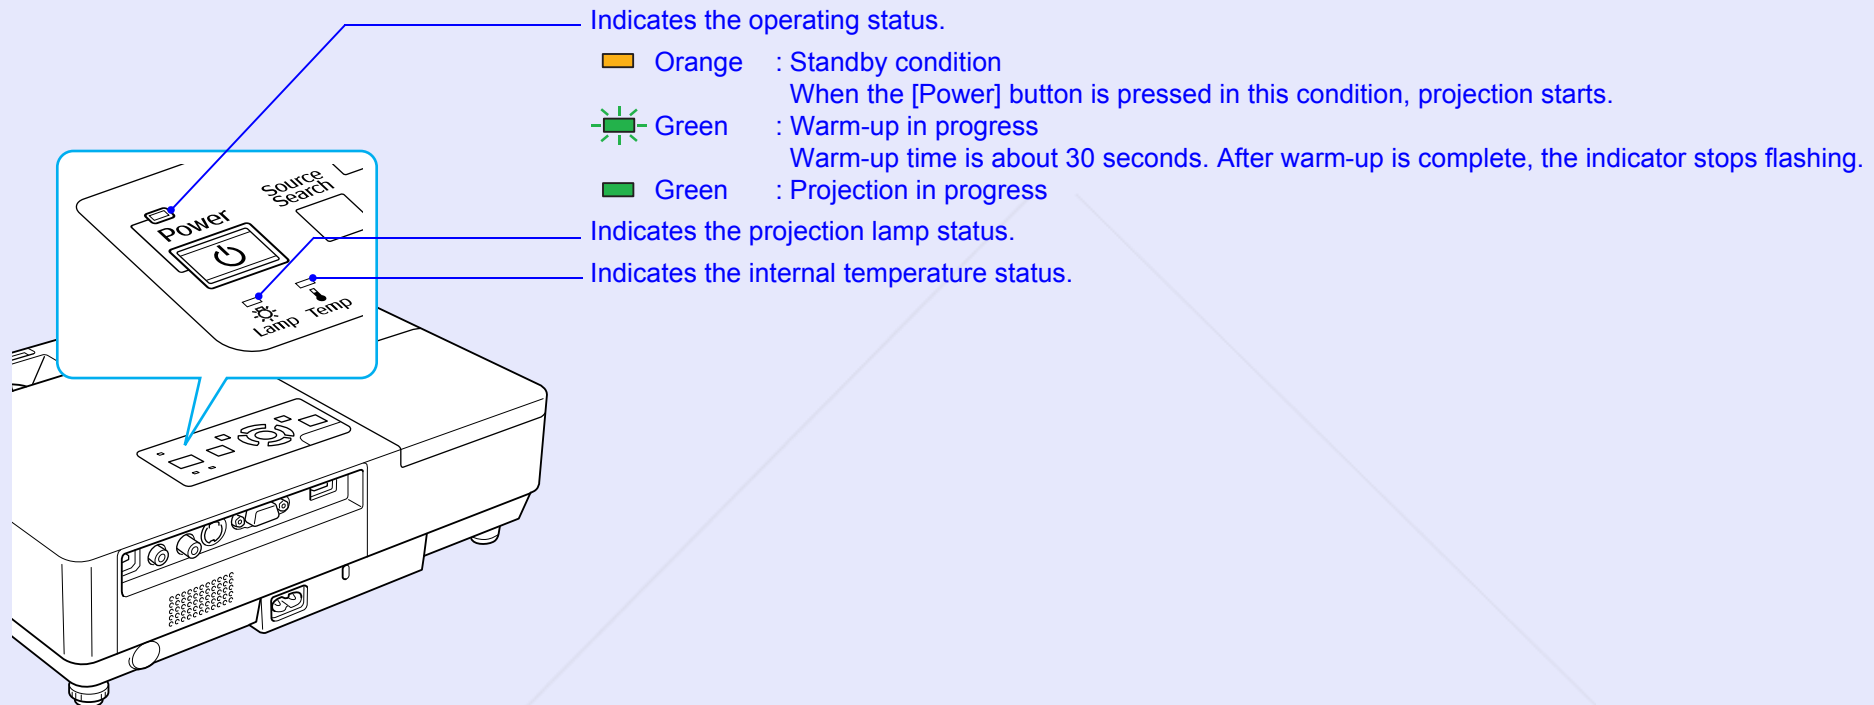 Indicates the operating status.
Orange : Standby condition
When the [Power] button is pressed in this condition, projection starts.
Green : Warm-up in progress
Warm-up time is about 30 seconds. After warm-up is complete, the indicator stops flashing.
Green : Projection in progress
Indicates the projection lamp status.
Indicates the internal temperature status.
Source
Search
Power
Lamp
Temp